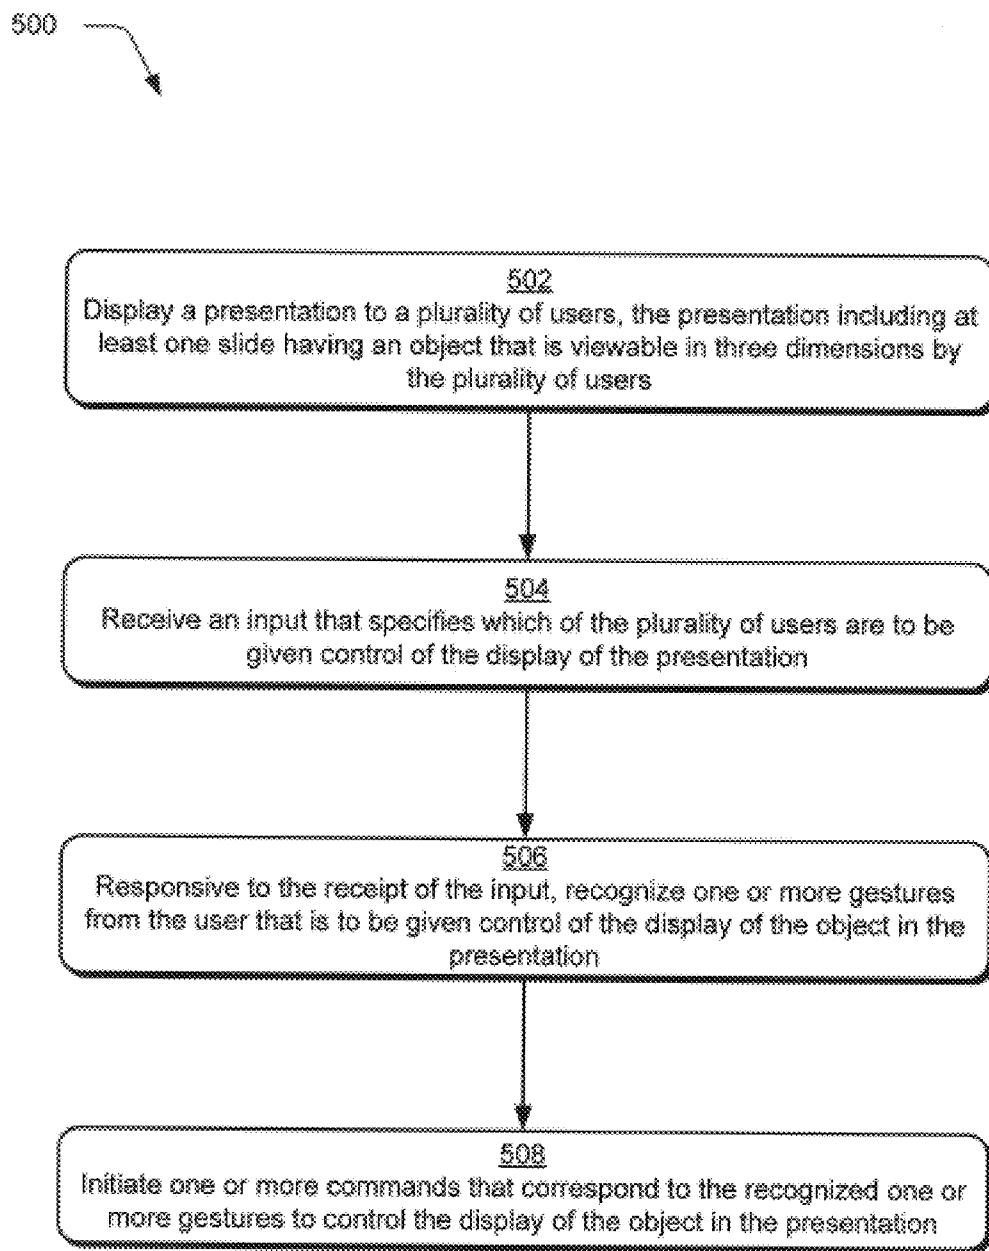 500
502
Display a presentation to a plurality of users, the presentation including at
least one slide having an object that is viewable in three dimensions by
the plurality of users
504
Receive an input that specifies which of the plurality of users are to be
given control of the display of the presentation
506
Responsive to the receipt of the input, recognize one or more gestures
from the user that is to be given control of the display of the object in the
presentation
508
Initiate one or more commands that correspond to the recognized one or
more gestures to control the display of the object in the presentation